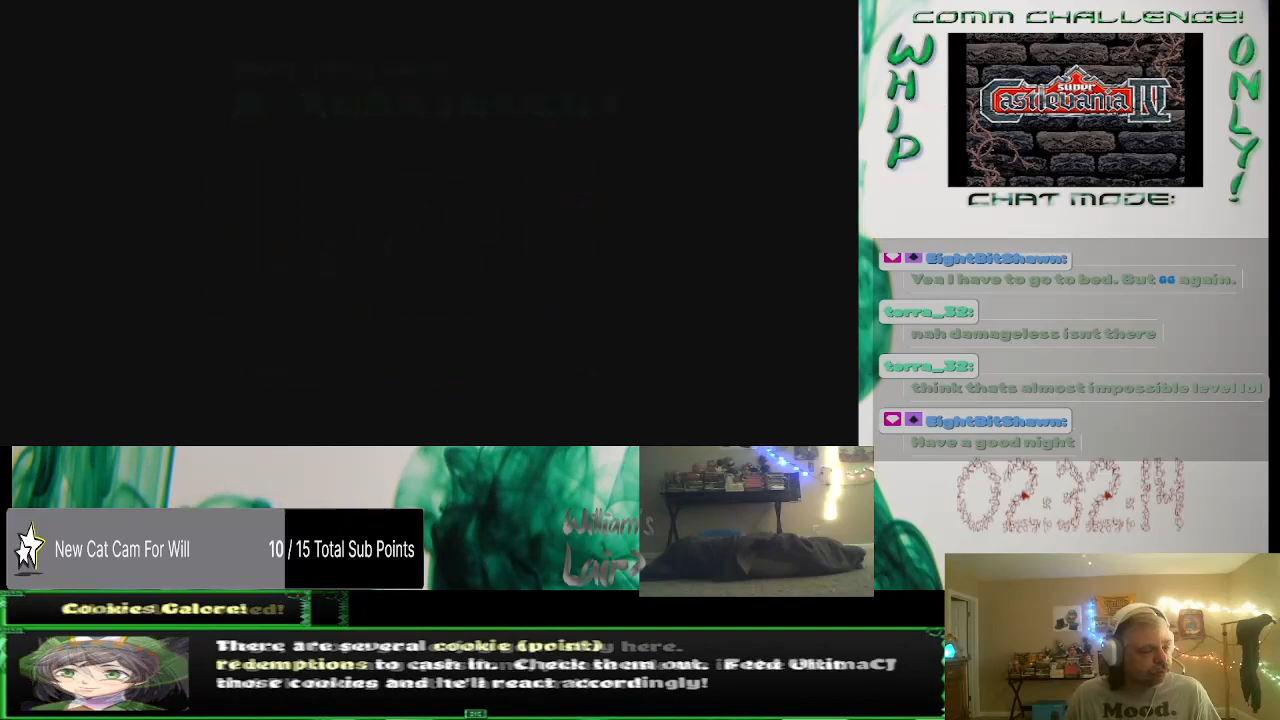 COMM CHALLENGE!
WHIP
ONLY!
SUPER
Castlevania IV
CHAT MODE:
EightBitShawn:
Yea I have to go to bed. But GG again.
terra_32:
nah damageless isnt there
terra_32:
think thats almost impossible level lol
EightBitShawn:
Have a good night
02:32:14
William's
Lair
New Cat Cam For Will
10 / 15 Total Sub Points
Cookies Galore!
There are several cookie (point)
redemptions to cash in. Check them out. Feed UltimaCJ
those cookies and he'll react accordingly!
Mood.